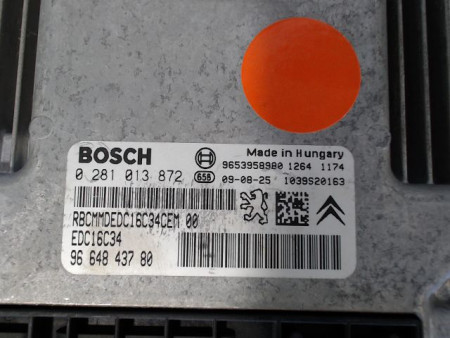 BOSCH
Made in Hungary
9653958980 1264 1174
0 281 013 872
658
09-08-25 1039S20163
RBCMMDEDC16C34CEM 00
EDC16C34
96 648 437 80